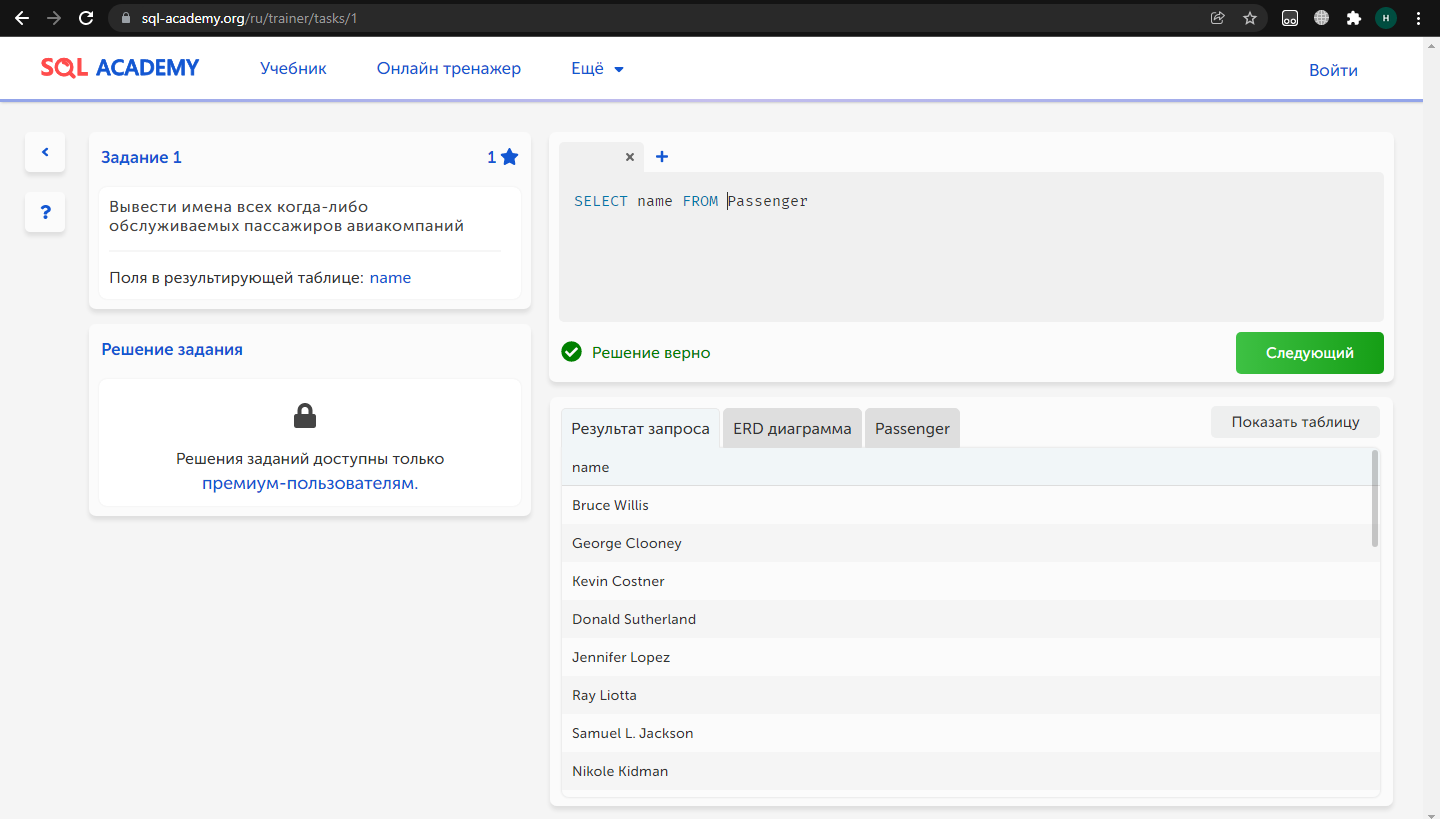 sql-academy.org/ru/trainer/tasks/1
H
SQL ACADEMY
Учебник
Онлайн тренажер
Ещё
Войти
Задание 1
1
Вывести имена всех когда-либо
обслуживаемых пассажиров авиакомпаний
Поля в результирующей таблице: name
?
Решение задания
Решения заданий доступны только
премиум-пользователям.
SELECT name FROM Passenger
Решение верно
Следующий
Результат запроса
ERD диаграмма
Passenger
Показать таблицу
name
Bruce Willis
George Clooney
Kevin Costner
Donald Sutherland
Jennifer Lopez
Ray Liotta
Samuel L. Jackson
Nikole Kidman